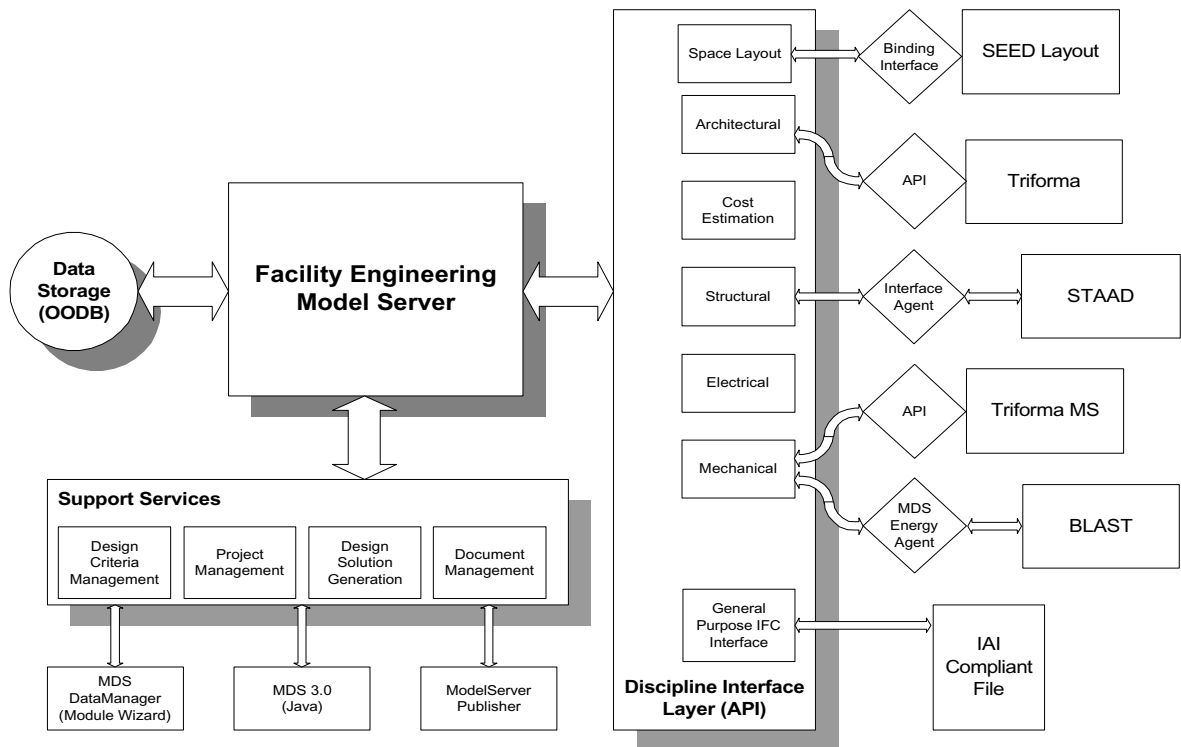 Data
Storage
(OODB)
Facility Engineering
Model Server
Support Services
Design
Criteria
Management
Project
Management
Design
Solution
Generation
Document
Management
MDS
DataManager
(Module Wizard)
MDS 3.0
(Java)
ModelServer
Publisher
Space Layout
Architectural
Cost
Estimation
Structural
Electrical
Mechanical
General
Purpose IFC
Interface
Discipline Interface
Layer (API)
Binding
Interface
SEED Layout
API
Triforma
Interface
Agent
STAAD
API
Triforma MS
MDS
Energy
Agent
BLAST
IAI
Compliant
File